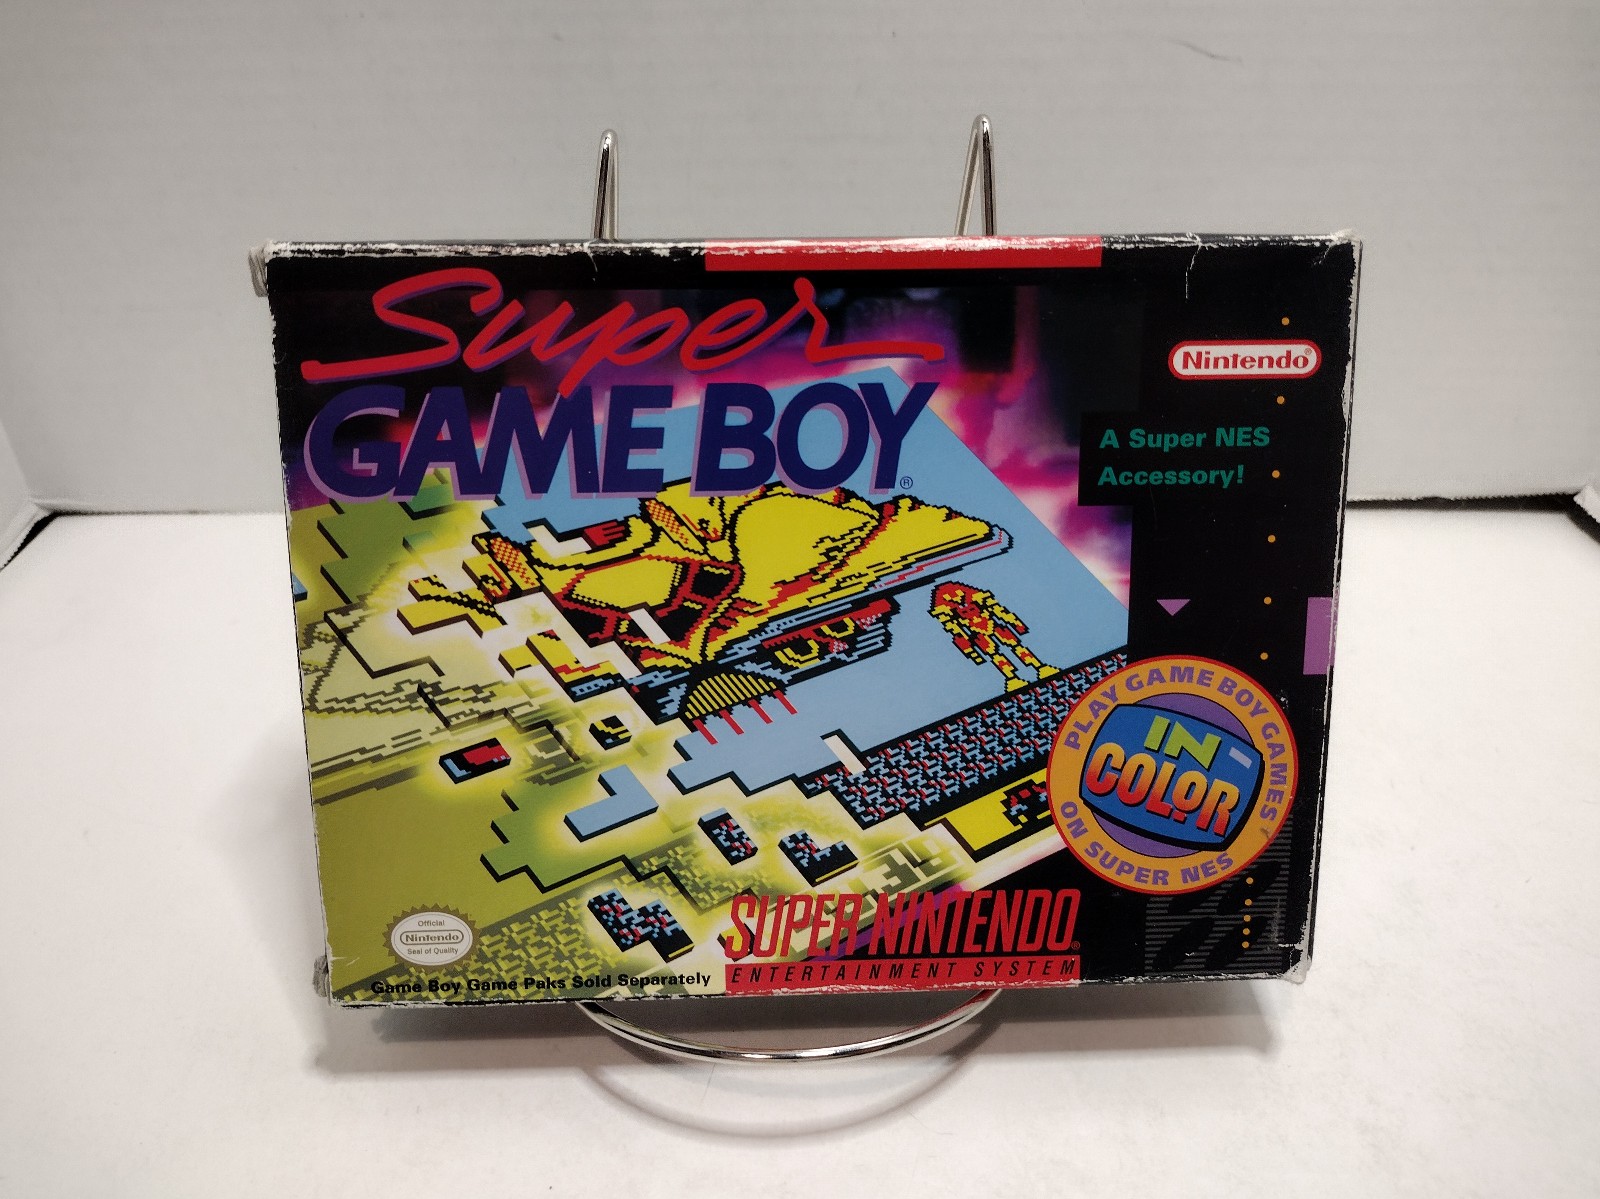 Super
GAME BOY®
Nintendo®
A Super NES
Accessory!
PLAY GAME BOY GAMES
IN
COLOR
ON SUPER NES
Official
Nintendo
Seal of Quality
Game Boy Game Paks Sold Separately
SUPER NINTENDO®
ENTERTAINMENT SYSTEM